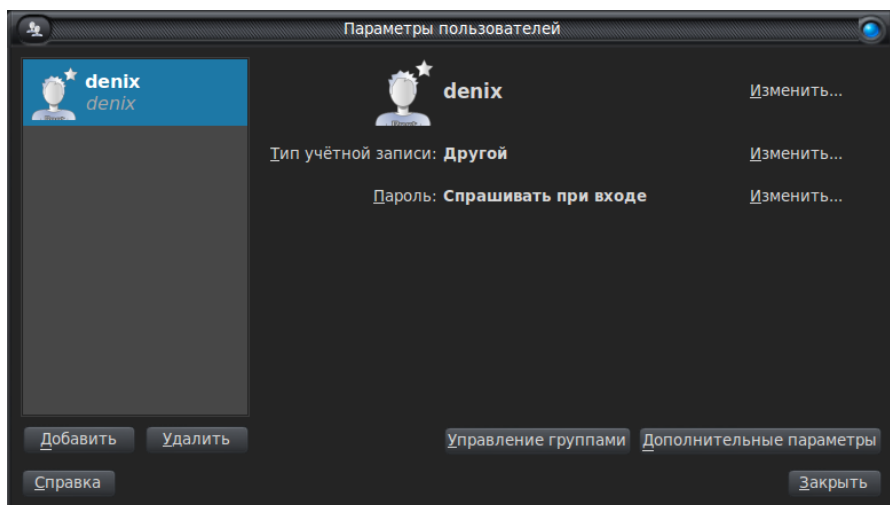 Параметры пользователей
denix
denix
denix
Изменить...
Тип учётной записи: Другой
Изменить...
Пароль: Спрашивать при входе
Изменить...
Добавить
Удалить
Управление группами
Дополнительные параметры
Справка
Закрыть